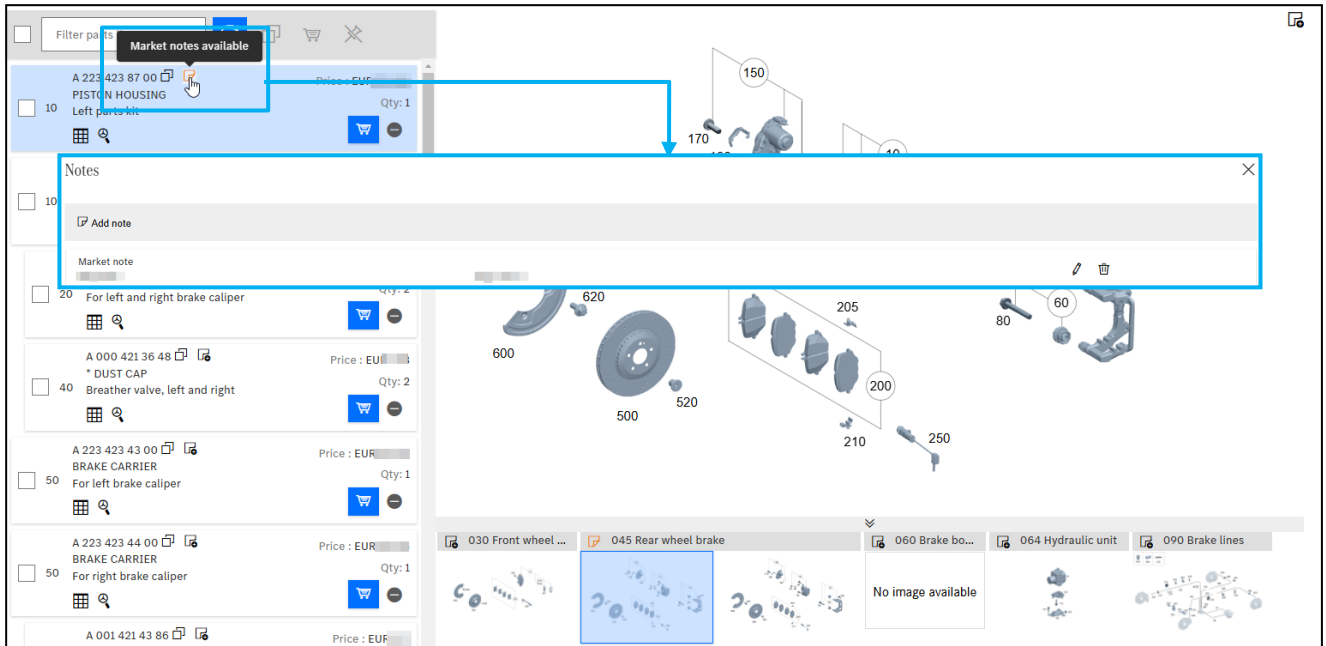 Filter parts
Market notes available
A 223 423 87 00
Price : EUR
PISTON HOUSING
Qty: 1
10
Left parts kit
10
Notes
Add note
Market note
Qty: 2
20
For left and right brake caliper
A 000 421 36 48
Price : EUR
* DUST CAP
Qty: 2
40
Breather valve, left and right
A 223 423 43 00
Price : EUR
BRAKE CARRIER
Qty: 1
50
For left brake caliper
A 223 423 44 00
Price : EUR
BRAKE CARRIER
Qty: 1
50
For right brake caliper
A 001 421 43 86
Price : EUR
150
170
10
620
600
205
80
60
500
520
200
210
250
030 Front wheel ...
045 Rear wheel brake
060 Brake bo...
064 Hydraulic unit
090 Brake lines
No image available